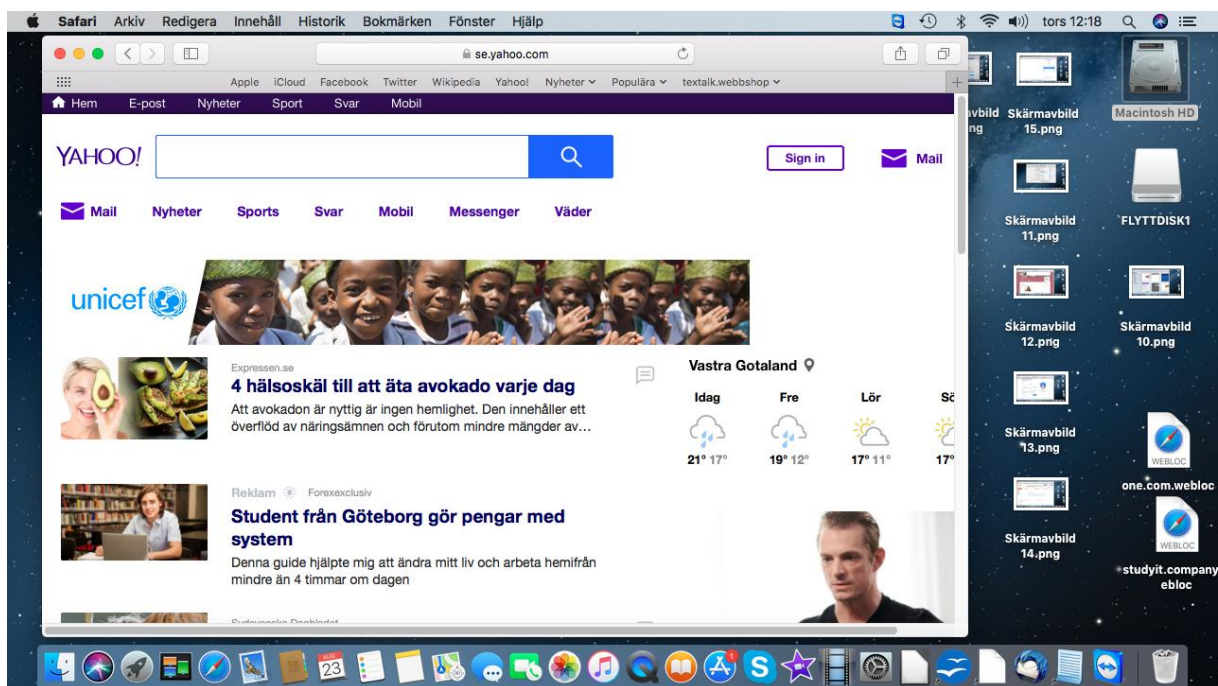 Safari Arkiv Redigera Innehåll Historik Bokmärken Fönster Hjälp tors 12:18
se.yahoo.com
Apple iCloud Facebook Twitter Wikipedia Yahoo! Nyheter Populära textalk.webbshop
Hem E-post Nyheter Sport Svar Mobil
YAHOO!
Sign in
Mail
Mail Nyheter Sports Svar Mobil Messenger Väder
unicef
Expressen.se
4 hälsoskäl till att äta avokado varje dag
Att avokadon är nyttig är ingen hemlighet. Den innehåller ett
överflöd av näringsämnen och förutom mindre mängder av...
Vastra Gotaland
Idag Fre Lör
21° 17° 19° 12° 17° 11° 17°
Reklam Forexexclusiv
Student från Göteborg gör pengar med
system
Denna guide hjälpte mig att ändra mitt liv och arbeta hemifrån
mindre än 4 timmar om dagen
Skärmavbild
15.png
Macintosh HD
Skärmavbild
11.png
FLYTTDISK1
Skärmavbild
12.png
Skärmavbild
10.png
Skärmavbild
13.png
WEBLOC
one.com.webloc
Skärmavbild
14.png
WEBLOC
studyit.company
ebloc
AUG
23
1